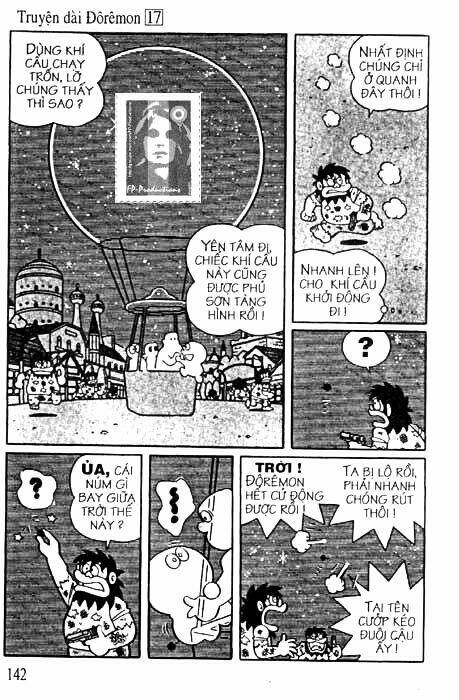 Truyện dài Đôrêmon 17
DÙNG KHÍ
CẦU CHẠY
TRỐN, LỠ
CHÚNG THẤY
THÌ SAO ?
FP-Productions
YÊN TÂM ĐI,
CHIẾC KHÍ CẦU
NÀY CŨNG
ĐƯỢC PHỦ
SƠN TÀNG
HÌNH RỒI !
NHẤT ĐỊNH
CHÚNG CHỈ
Ở QUANH
ĐÂY THÔI !
NHANH LÊN !
CHO KHÍ CẦU
KHỞI ĐỘNG
ĐI !
?
?
ỦA, CÁI
NÚM GÌ
BAY GIỮA
TRỜI THẾ
NÀY ?
TRỜI !
ĐÔRÊMON
HẾT CỬ ĐỘNG
ĐƯỢC RỒI !
TA BỊ LỘ RỒI,
PHẢI NHANH
CHÓNG RÚT
THÔI !
TẠI TÊN
CƯỚP KÉO
ĐUÔI CẬU
ẤY !
142